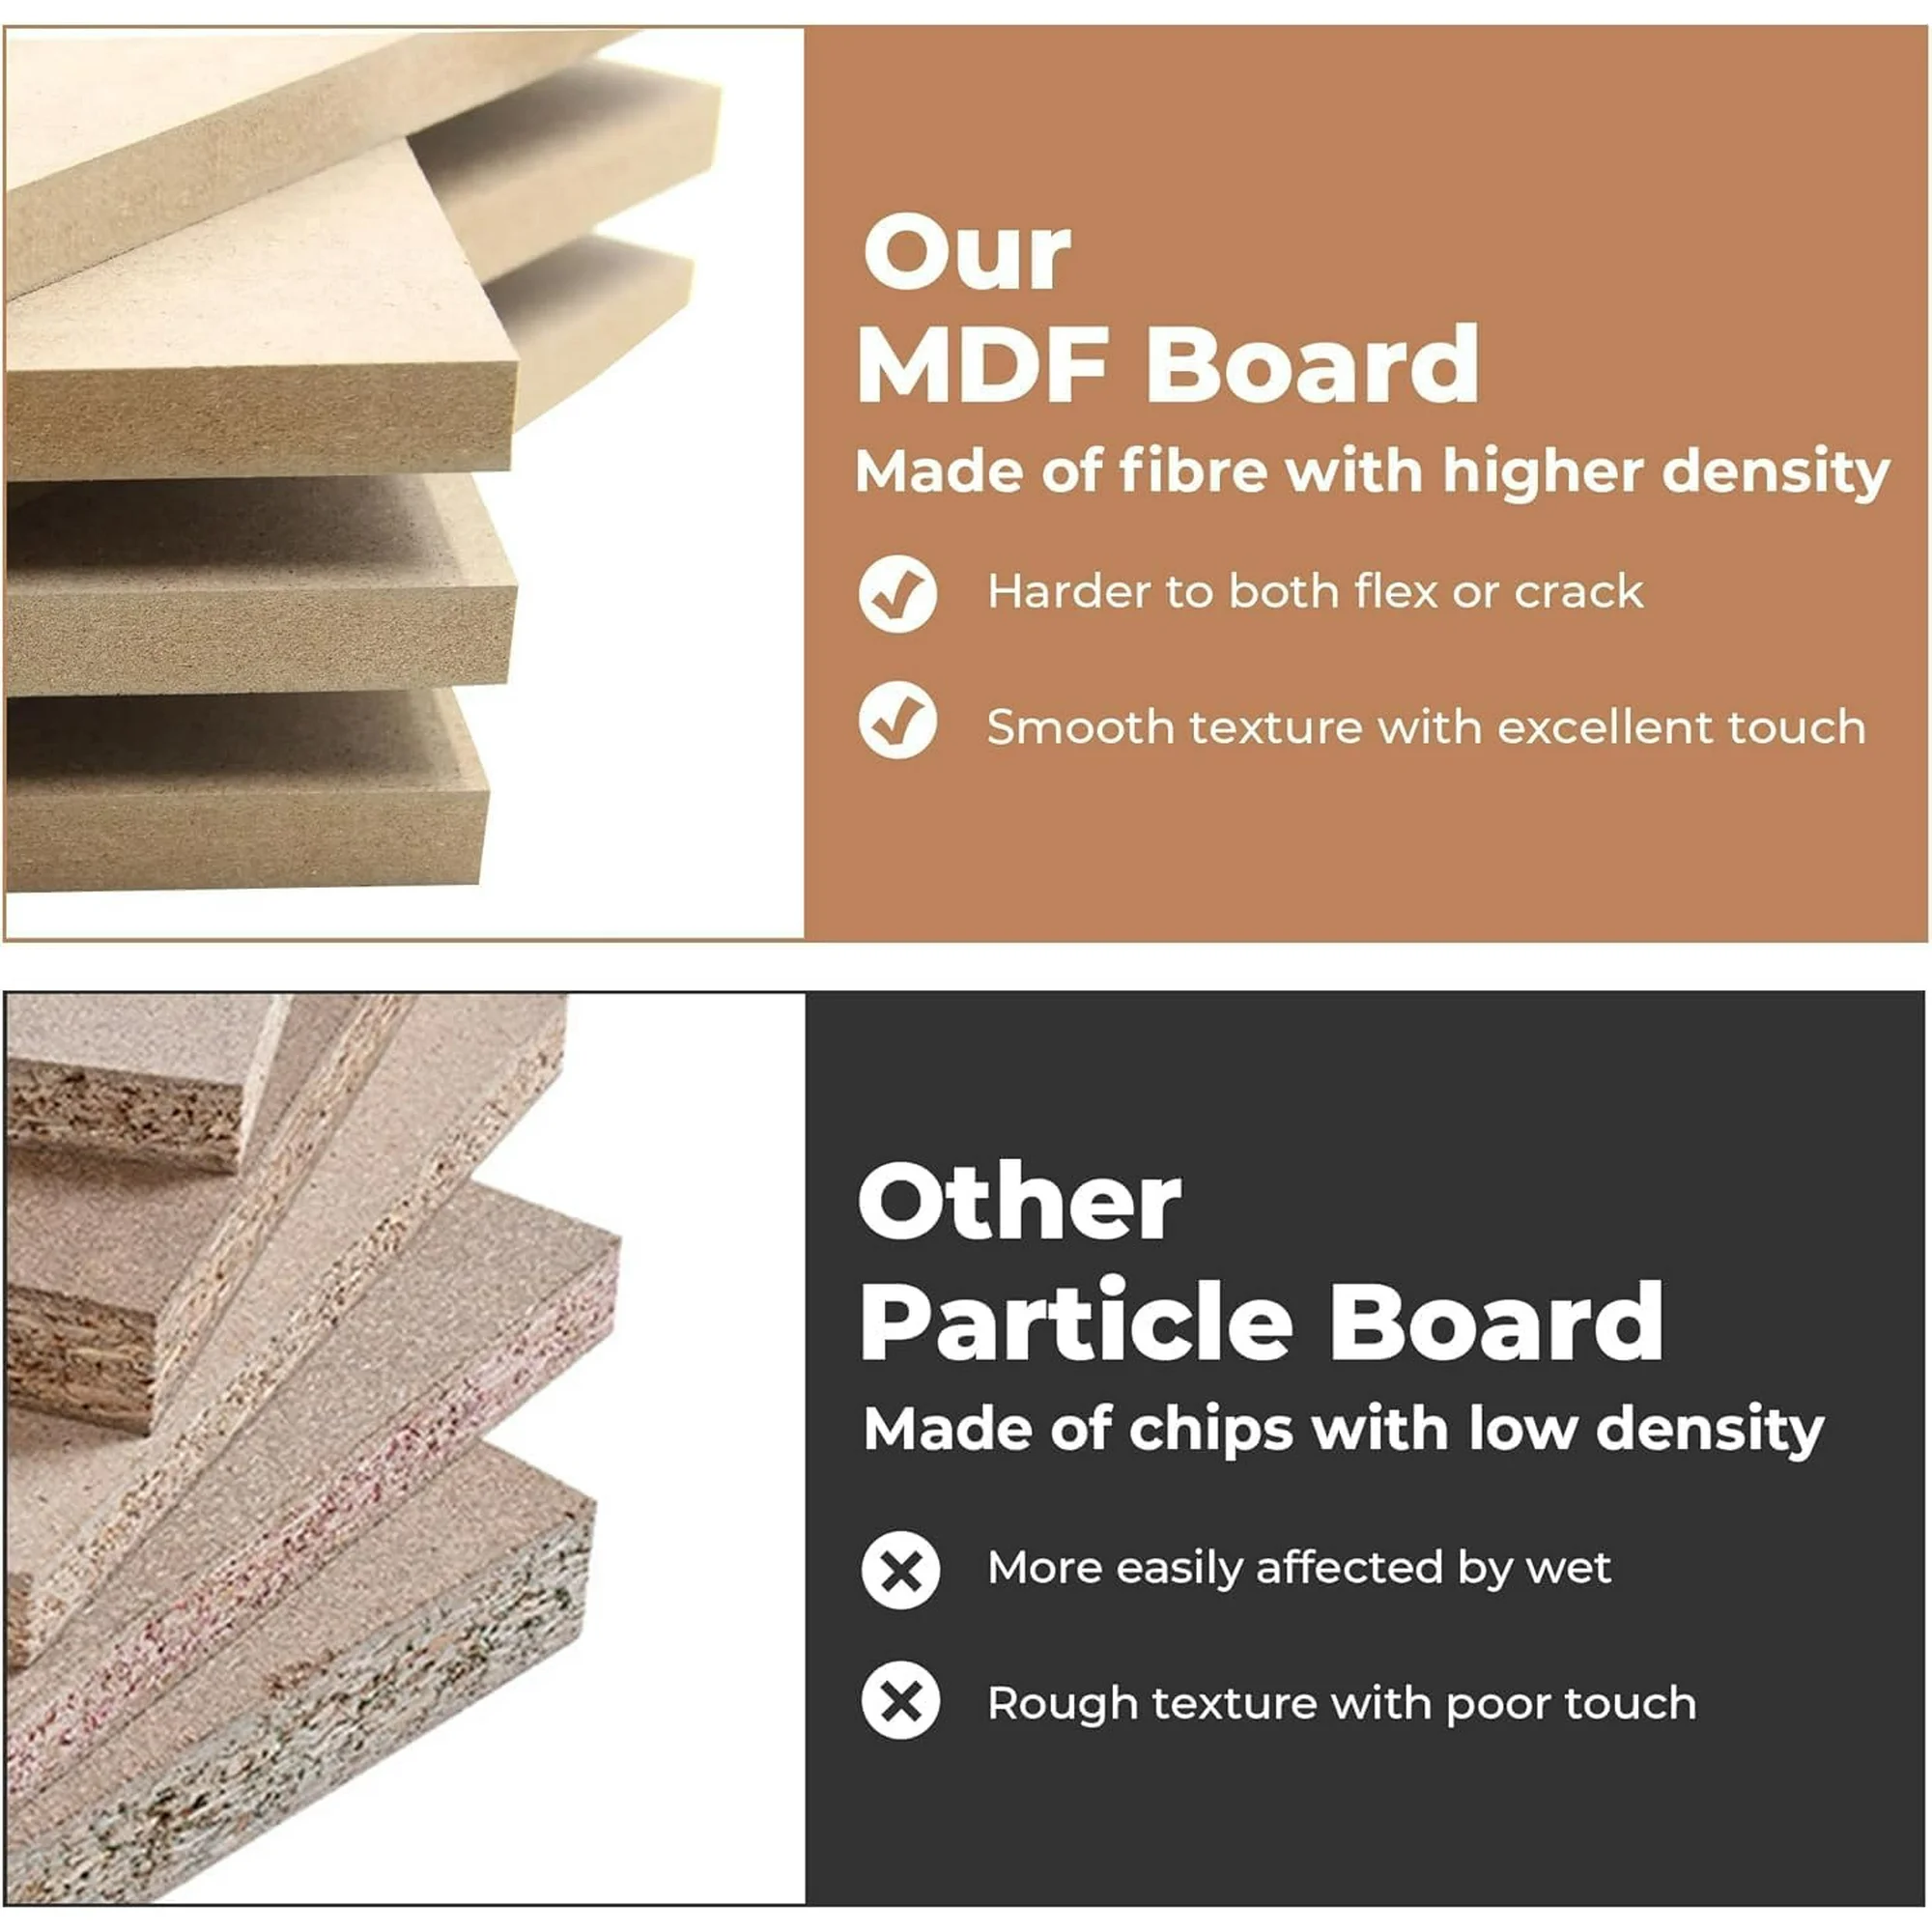 Our
MDF Board
Made of fibre with higher density
Harder to both flex or crack
Smooth texture with excellent touch
Other
Particle Board
Made of chips with low density
More easily affected by wet
Rough texture with poor touch